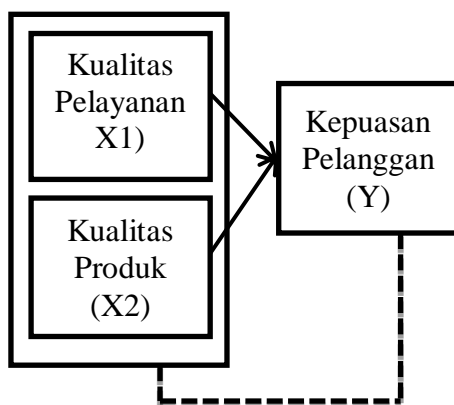 Kualitas
Pelayanan
X1)
Kualitas
Produk
(X2)
Kepuasan
Pelanggan
(Y)